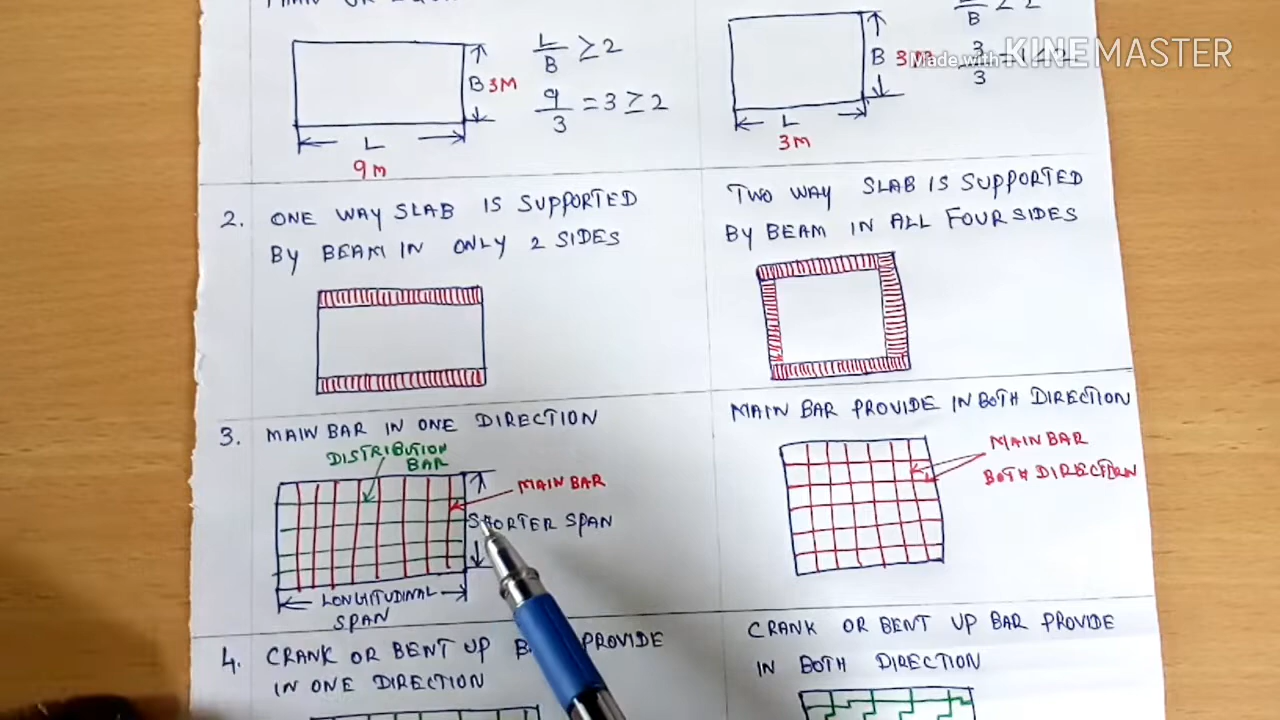 L/B ≥ 2
B 3M
9/3 = 3 ≥ 2
L
9M
B 3M
L
3M
Made with KINEMASTER
2. ONE WAY SLAB IS SUPPORTED
BY BEAM IN ONLY 2 SIDES
TWO WAY SLAB IS SUPPORTED
BY BEAM IN ALL FOUR SIDES
3. MAIN BAR IN ONE DIRECTION
DISTRIBUTION
BAR
MAIN BAR
SHORTER SPAN
LONGITUDINAL
SPAN
MAIN BAR PROVIDE IN BOTH DIRECTION
MAIN BAR
BOTH DIRECTION
4. CRANK OR BENT UP PROVIDE
IN ONE DIRECTION
CRANK OR BENT UP BAR PROVIDE
IN BOTH DIRECTION